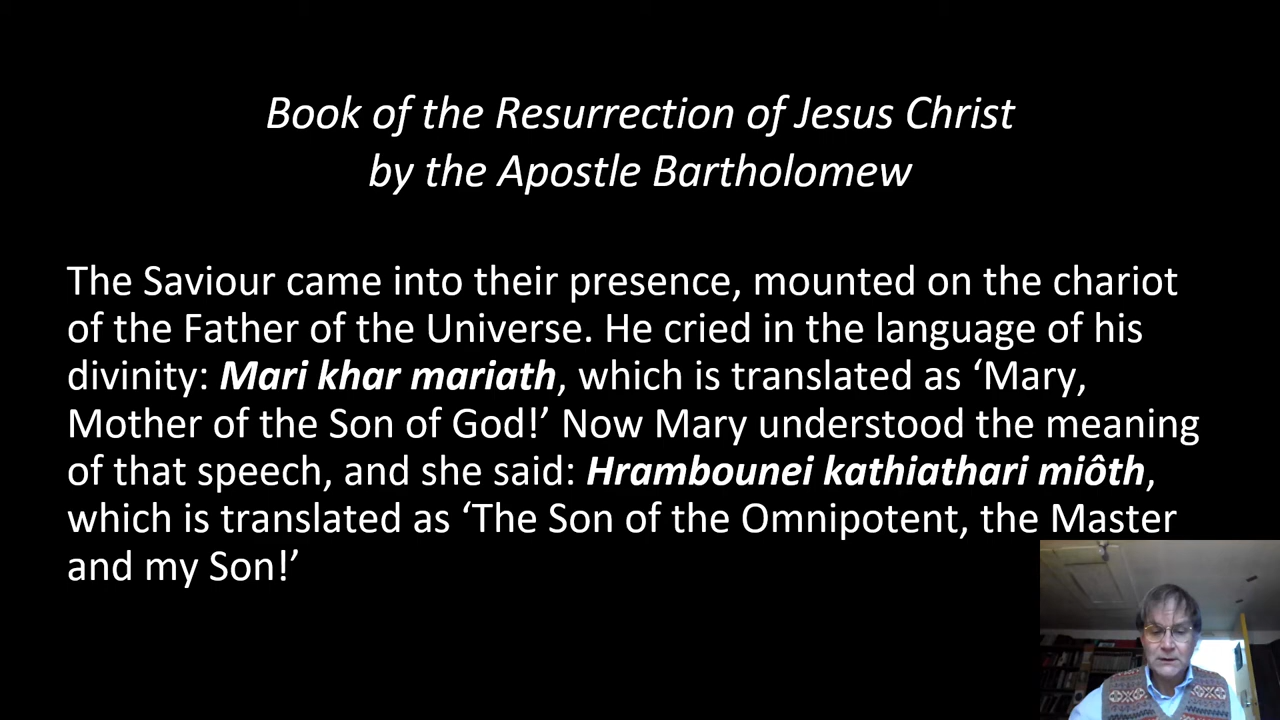 Book of the Resurrection of Jesus Christ
by the Apostle Bartholomew
The Saviour came into their presence, mounted on the chariot
of the Father of the Universe. He cried in the language of his
divinity: Mari khar mariath, which is translated as ‘Mary,
Mother of the Son of God!’ Now Mary understood the meaning
of that speech, and she said: Hrambounei kathiathari miôth,
which is translated as ‘The Son of the Omnipotent, the Master
and my Son!’